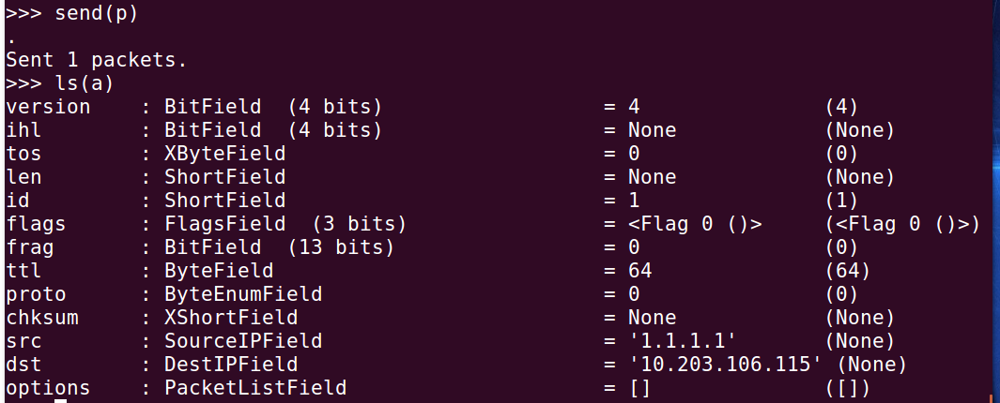 >>> send(p)
.
Sent 1 packets.
>>> ls(a)
version    : BitField  (4 bits)                  = 4               (4)
ihl        : BitField  (4 bits)                  = None            (None)
tos        : XByteField                          = 0               (0)
len        : ShortField                          = None            (None)
id         : ShortField                          = 1               (1)
flags      : FlagsField  (3 bits)                = <Flag 0 ()>     (<Flag 0 ()>)
frag       : BitField  (13 bits)                 = 0               (0)
ttl        : ByteField                           = 64              (64)
proto      : ByteEnumField                       = 0               (0)
chksum     : XShortField                         = None            (None)
src        : SourceIPField                       = '1.1.1.1'       (None)
dst        : DestIPField                         = '10.203.106.115' (None)
options    : PacketListField                     = []              ([])